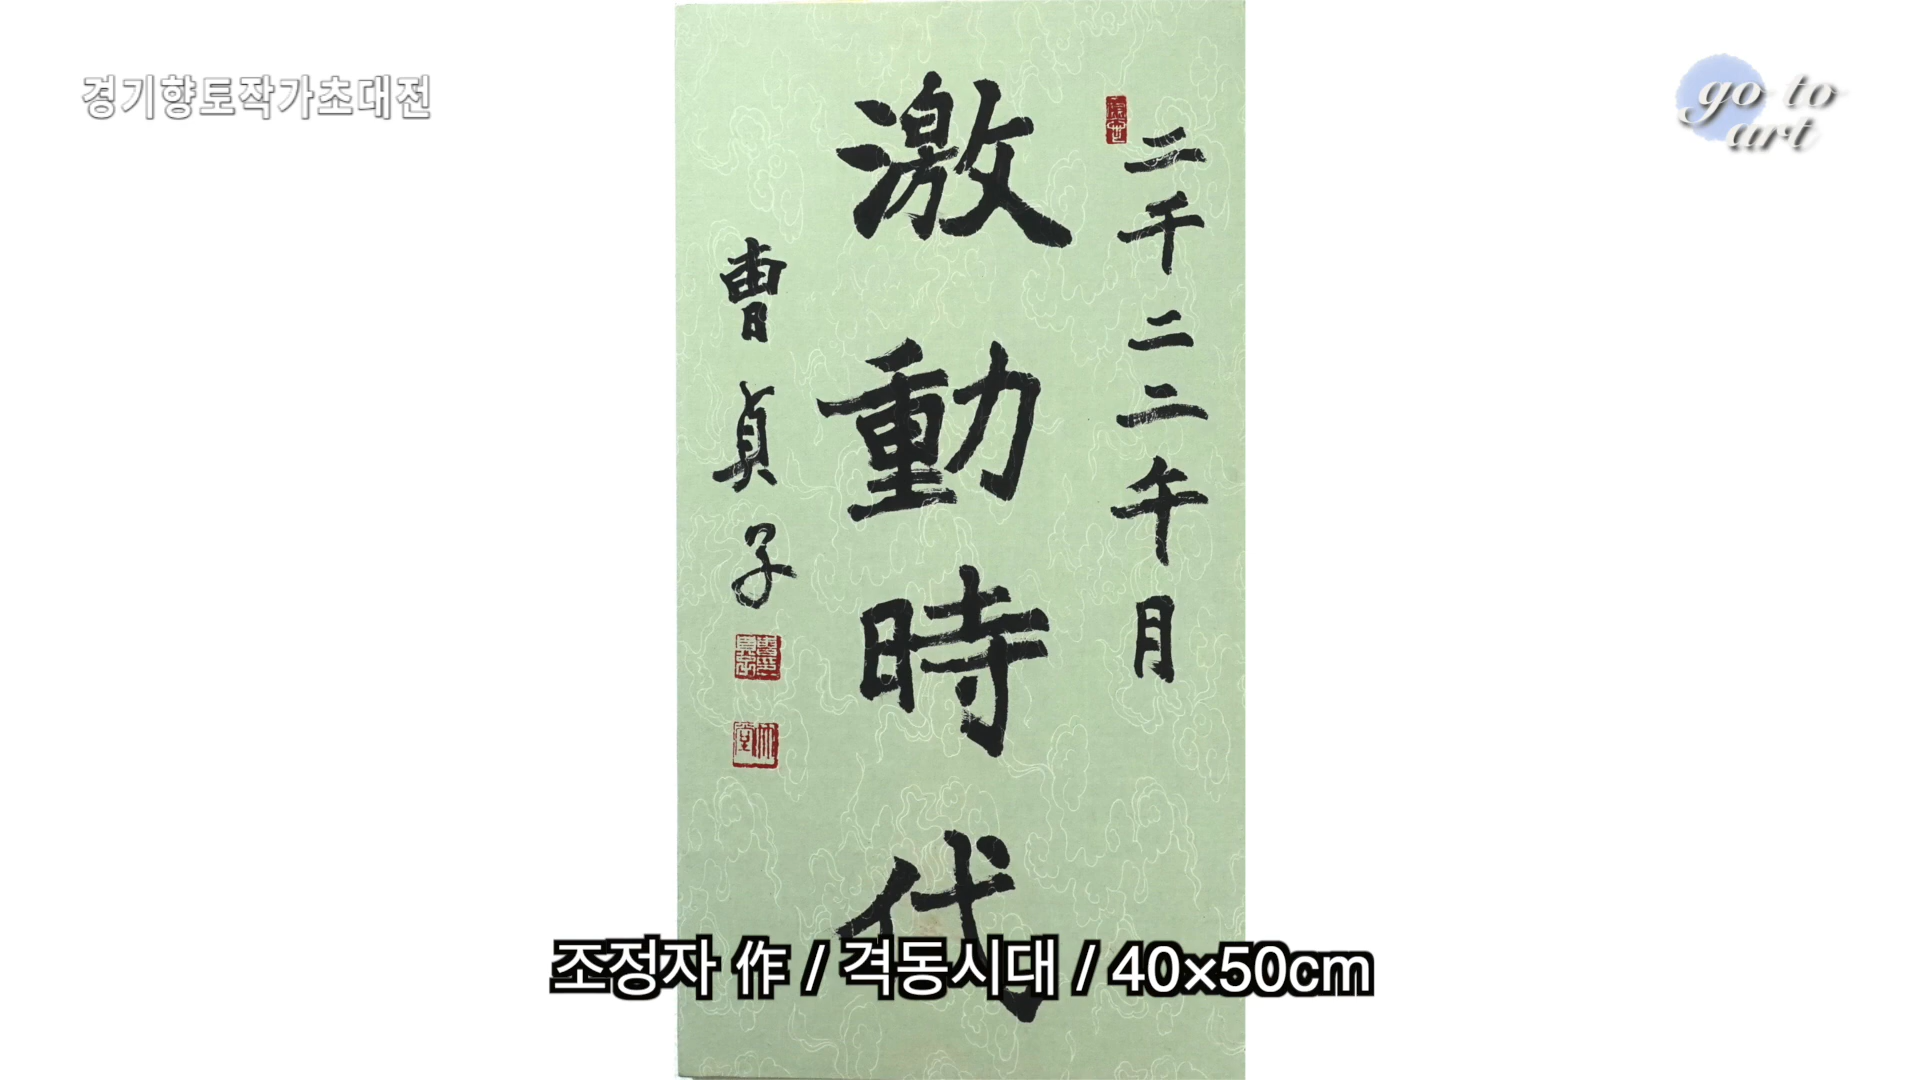 경기향토작가초대전
go to
art
二千二二年月
激動時代
曹貞子
조정자 作 / 격동시대 / 40×50cm